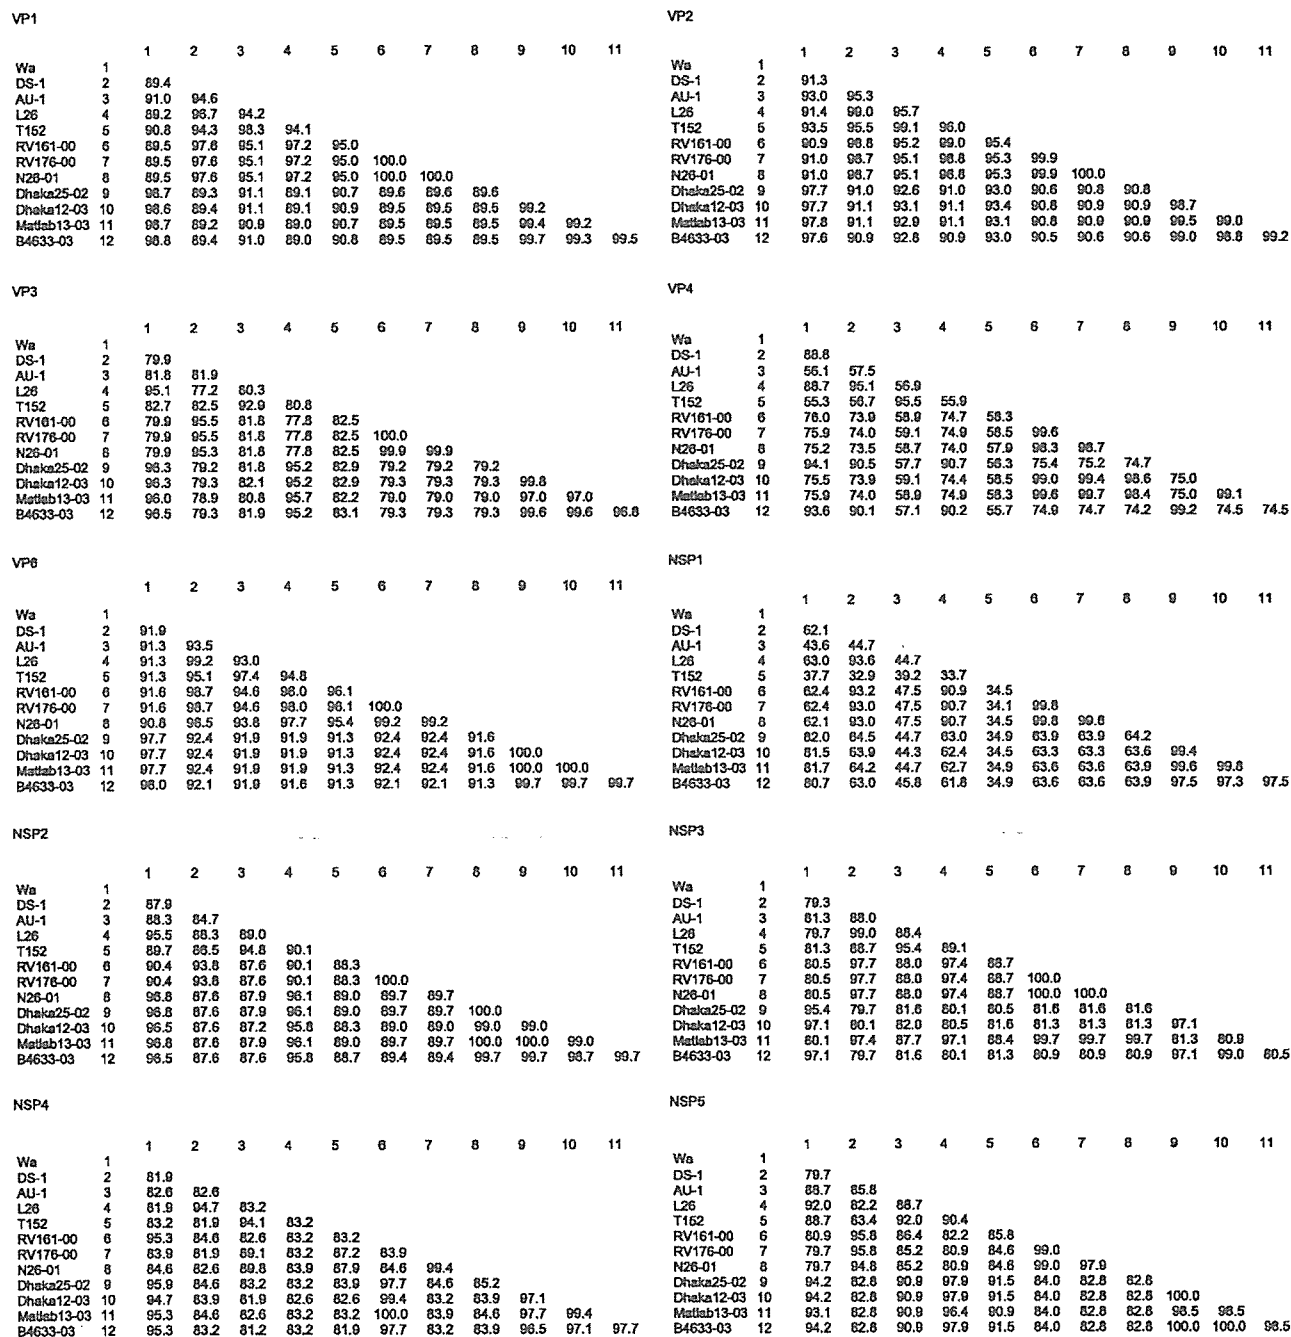 VP1
1 2 3 4 5 6 7 8 9 10 11
Wa 1
DS-1 2 89.4
AU-1 3 91.0 94.6
L26 4 89.2 98.7 94.2
T152 5 90.8 94.3 98.3 94.1
RV161-00 6 89.5 97.6 95.1 97.2 95.0
RV176-00 7 89.5 97.6 95.1 97.2 95.0 100.0
N26-01 8 89.5 97.6 95.1 97.2 95.0 100.0 100.0
Dhaka25-02 9 98.7 89.3 91.1 89.1 90.7 89.6 89.6 89.6
Dhaka12-03 10 98.6 89.4 91.1 89.1 90.9 89.5 89.5 89.5 99.2
Matlab13-03 11 98.7 89.2 90.9 89.0 90.7 89.5 89.5 89.5 99.4 99.2
B4633-03 12 98.8 89.4 91.0 89.0 90.8 89.5 89.5 89.5 99.7 99.3 99.5
VP2
1 2 3 4 5 6 7 8 9 10 11
Wa 1
DS-1 2 91.3
AU-1 3 93.0 95.3
L26 4 91.4 99.0 95.7
T152 5 93.5 95.5 99.1 96.0
RV161-00 6 90.9 98.8 95.2 99.0 95.4
RV176-00 7 91.0 98.7 95.1 98.8 95.3 99.9
N26-01 8 91.0 98.7 95.1 98.8 95.3 99.9 100.0
Dhaka25-02 9 97.7 91.0 92.6 91.0 93.0 90.6 90.8 90.8
Dhaka12-03 10 97.7 91.1 93.1 91.1 93.4 90.8 90.9 90.9 98.7
Matlab13-03 11 97.8 91.1 92.9 91.1 93.1 90.8 90.9 90.9 99.5 99.0
B4633-03 12 97.6 90.9 92.8 90.9 93.0 90.5 90.6 90.6 99.0 98.8 99.2
VP3
1 2 3 4 5 6 7 8 9 10 11
Wa 1
DS-1 2 79.9
AU-1 3 81.8 81.9
L26 4 95.1 77.2 80.3
T152 5 82.7 82.5 92.9 80.8
RV161-00 6 79.9 95.5 81.8 77.8 82.5
RV176-00 7 79.9 95.5 81.8 77.8 82.5 100.0
N26-01 8 79.9 95.3 81.8 77.8 82.5 99.9 99.9
Dhaka25-02 9 96.3 79.2 81.8 95.2 82.9 79.2 79.2 79.2
Dhaka12-03 10 96.3 79.3 82.1 95.2 82.9 79.3 79.3 79.3 99.8
Matlab13-03 11 96.0 78.9 80.8 95.7 82.2 79.0 79.0 79.0 97.0 97.0
B4633-03 12 96.5 79.3 81.9 95.2 83.1 79.3 79.3 79.3 99.6 99.6 96.8
VP4
1 2 3 4 5 6 7 8 9 10 11
Wa 1
DS-1 2 88.8
AU-1 3 56.1 57.5
L26 4 88.7 95.1 56.9
T152 5 55.3 56.7 95.5 55.9
RV161-00 6 76.0 73.9 58.9 74.7 58.3
RV176-00 7 75.9 74.0 59.1 74.9 58.5 99.6
N26-01 8 75.2 73.5 58.7 74.0 57.9 98.3 98.7
Dhaka25-02 9 94.1 90.5 57.7 90.7 56.3 75.4 75.2 74.7
Dhaka12-03 10 75.5 73.9 59.1 74.4 58.5 99.0 99.4 98.6 75.0
Matlab13-03 11 75.9 74.0 58.9 74.9 58.3 99.6 99.7 98.4 75.0 99.1
B4633-03 12 93.6 90.1 57.1 90.2 55.7 74.9 74.7 74.2 99.2 74.5 74.5
VP6
1 2 3 4 5 6 7 8 9 10 11
Wa 1
DS-1 2 91.9
AU-1 3 91.3 93.5
L26 4 91.3 99.2 93.0
T152 5 91.3 95.1 97.4 94.8
RV161-00 6 91.6 98.7 94.6 98.0 96.1
RV176-00 7 91.6 98.7 94.6 98.0 96.1 100.0
N26-01 8 90.8 98.5 93.8 97.7 95.4 99.2 99.2
Dhaka25-02 9 97.7 92.4 91.9 91.9 91.3 92.4 92.4 91.6
Dhaka12-03 10 97.7 92.4 91.9 91.9 91.3 92.4 92.4 91.6 100.0
Matlab13-03 11 97.7 92.4 91.9 91.9 91.3 92.4 92.4 91.6 100.0 100.0
B4633-03 12 98.0 92.1 91.9 91.6 91.3 92.1 92.1 91.3 99.7 99.7 99.7
NSP1
1 2 3 4 5 6 7 8 9 10 11
Wa 1
DS-1 2 62.1
AU-1 3 43.6 44.7
L26 4 63.0 93.6 44.7
T152 5 37.7 32.9 39.2 33.7
RV161-00 6 62.4 93.2 47.5 90.9 34.5
RV176-00 7 62.4 93.0 47.5 90.7 34.1 99.8
N26-01 8 62.1 93.0 47.5 90.7 34.5 99.8 99.6
Dhaka25-02 9 82.0 64.5 44.7 63.0 34.9 63.9 63.9 64.2
Dhaka12-03 10 81.5 63.9 44.3 62.4 34.5 63.3 63.3 63.6 99.4
Matlab13-03 11 81.7 64.2 44.7 62.7 34.9 63.6 63.6 63.9 99.6 99.8
B4633-03 12 80.7 63.0 45.8 61.8 34.9 63.6 63.6 63.9 97.5 97.3 97.5
NSP2
1 2 3 4 5 6 7 8 9 10 11
Wa 1
DS-1 2 87.9
AU-1 3 88.3 84.7
L26 4 95.5 88.3 89.0
T152 5 89.7 86.5 94.8 90.1
RV161-00 6 90.4 93.8 87.6 90.1 88.3
RV176-00 7 90.4 93.8 87.6 90.1 88.3 100.0
N26-01 8 96.8 87.6 87.9 96.1 89.0 89.7 89.7
Dhaka25-02 9 96.8 87.6 87.9 96.1 89.0 89.7 89.7 100.0
Dhaka12-03 10 96.5 87.6 87.2 95.8 88.3 89.0 89.0 99.0 99.0
Matlab13-03 11 96.8 87.6 87.9 96.1 89.0 89.7 89.7 100.0 100.0 99.0
B4633-03 12 96.5 87.6 87.6 95.8 88.7 89.4 89.4 99.7 99.7 98.7 99.7
NSP3
1 2 3 4 5 6 7 8 9 10 11
Wa 1
DS-1 2 79.3
AU-1 3 81.3 88.0
L26 4 79.7 99.0 88.4
T152 5 81.3 88.7 95.4 89.1
RV161-00 6 80.5 97.7 88.0 97.4 88.7
RV176-00 7 80.5 97.7 88.0 97.4 88.7 100.0
N26-01 8 80.5 97.7 88.0 97.4 88.7 100.0 100.0
Dhaka25-02 9 95.4 79.7 81.6 80.1 80.5 81.6 81.6 81.6
Dhaka12-03 10 97.1 80.1 82.0 80.5 81.6 81.3 81.3 81.3 97.1
Matlab13-03 11 80.1 97.4 87.7 97.1 88.4 99.7 99.7 99.7 81.3 80.9
B4633-03 12 97.1 79.7 81.6 80.1 81.3 80.9 80.9 80.9 97.1 99.0 80.5
NSP4
1 2 3 4 5 6 7 8 9 10 11
Wa 1
DS-1 2 81.9
AU-1 3 82.6 82.6
L26 4 81.9 94.7 83.2
T152 5 83.2 81.9 94.1 83.2
RV161-00 6 95.3 84.6 82.6 83.2 83.2
RV176-00 7 83.9 81.9 89.1 83.2 87.2 83.9
N26-01 8 84.6 82.6 89.8 83.9 87.9 84.6 99.4
Dhaka25-02 9 95.9 84.6 83.2 83.2 83.9 97.7 84.6 85.2
Dhaka12-03 10 94.7 83.9 81.9 82.6 82.6 99.4 83.2 83.9 97.1
Matlab13-03 11 95.3 84.6 82.6 83.2 83.2 100.0 83.9 84.6 97.7 99.4
B4633-03 12 95.3 83.2 81.2 83.2 81.9 97.7 83.2 83.9 96.5 97.1 97.7
NSP5
1 2 3 4 5 6 7 8 9 10 11
Wa 1
DS-1 2 79.7
AU-1 3 88.7 85.8
L26 4 92.0 82.2 88.7
T152 5 88.7 83.4 92.0 90.4
RV161-00 6 80.9 95.8 86.4 82.2 85.8
RV176-00 7 79.7 95.8 85.2 80.9 84.6 99.0
N26-01 8 79.7 94.8 85.2 80.9 84.6 99.0 97.9
Dhaka25-02 9 94.2 82.8 90.9 97.9 91.5 84.0 82.8 82.8
Dhaka12-03 10 94.2 82.8 90.9 97.9 91.5 84.0 82.8 82.8 100.0
Matlab13-03 11 93.1 82.8 90.9 96.4 90.9 84.0 82.8 82.8 98.5 98.5
B4633-03 12 94.2 82.8 90.9 97.9 91.5 84.0 82.8 82.8 100.0 100.0 98.5